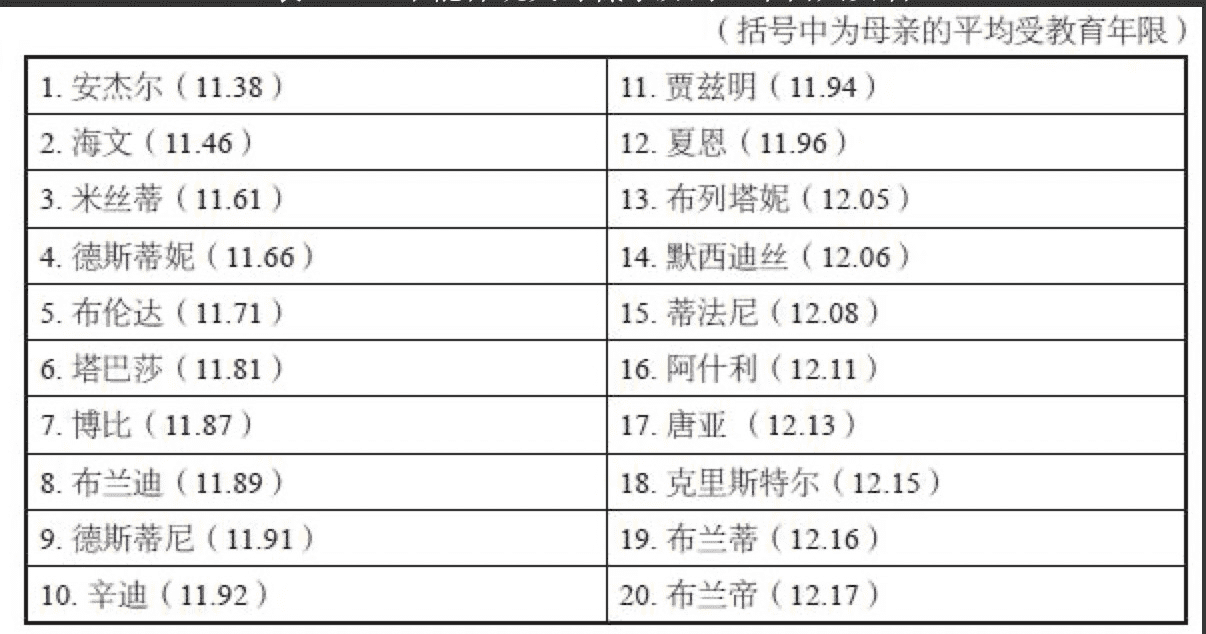 (括号中为母亲的平均受教育年限)
1. 安杰尔(11.38)
2. 海文(11.46)
3. 米丝蒂(11.61)
4. 德斯蒂妮(11.66)
5. 布伦达(11.71)
6. 塔巴莎(11.81)
7. 博比(11.87)
8. 布兰迪(11.89)
9. 德斯蒂尼(11.91)
10. 辛迪(11.92)
11. 贾兹明(11.94)
12. 夏恩(11.96)
13. 布列塔妮(12.05)
14. 默西迪丝(12.06)
15. 蒂法尼(12.08)
16. 阿什利(12.11)
17. 唐亚 (12.13)
18. 克里斯特尔(12.15)
19. 布兰蒂(12.16)
20. 布兰帝(12.17)